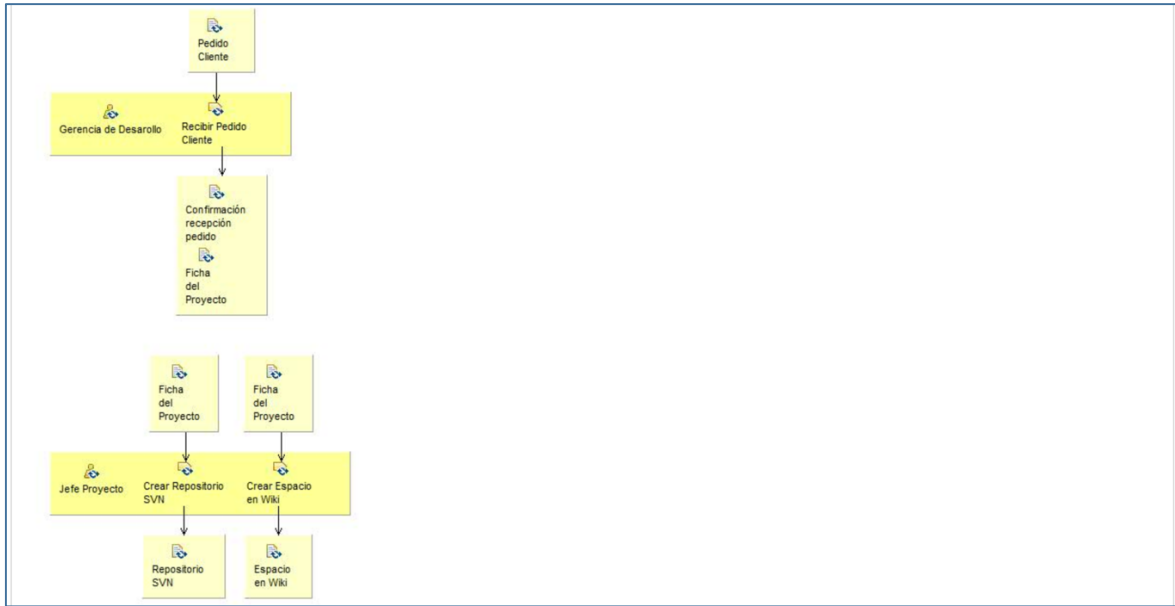 Pedido
Cliente
Gerencia de Desarollo
Recibir Pedido
Cliente
Confirmación
recepción
pedido
Ficha
del
Proyecto
Ficha
del
Proyecto
Ficha
del
Proyecto
Jefe Proyecto
Crear Repositorio
SVN
Crear Espacio
en Wiki
Repositorio
SVN
Espacio
en Wiki